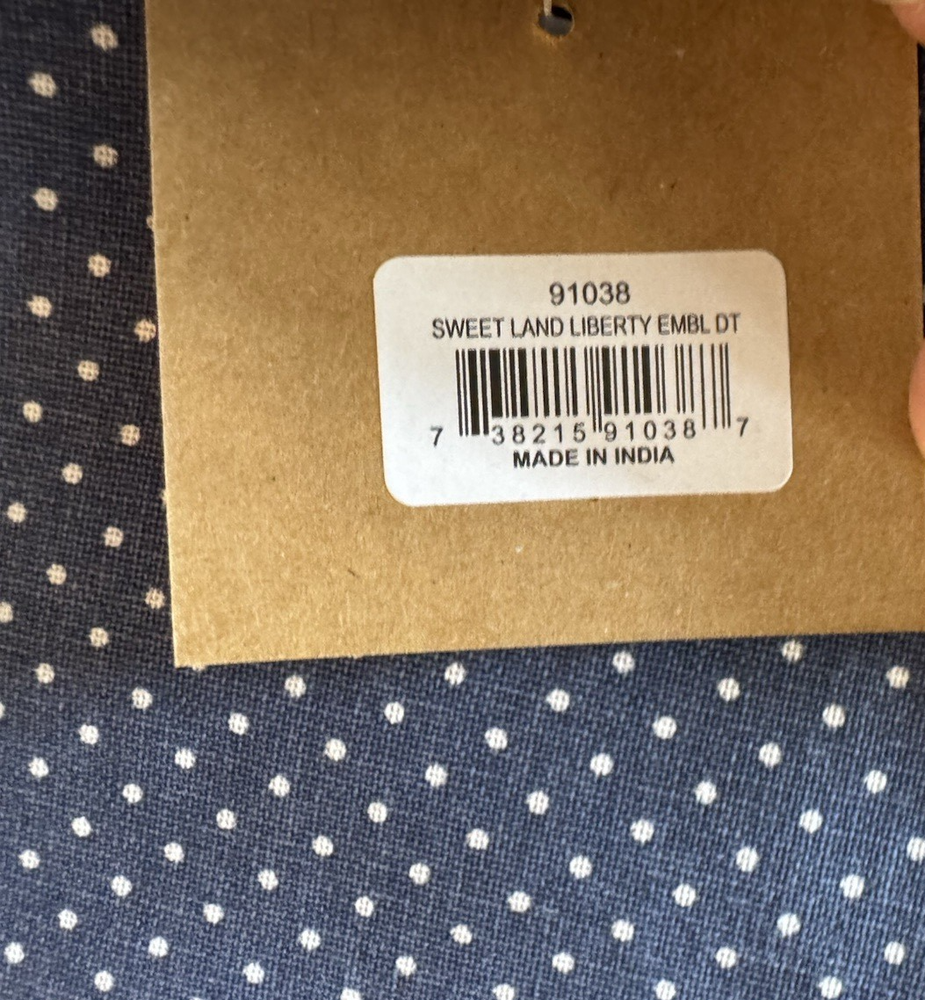 91038
SWEET LAND LIBERTY EMBL DT
7 38215 91038 7
MADE IN INDIA